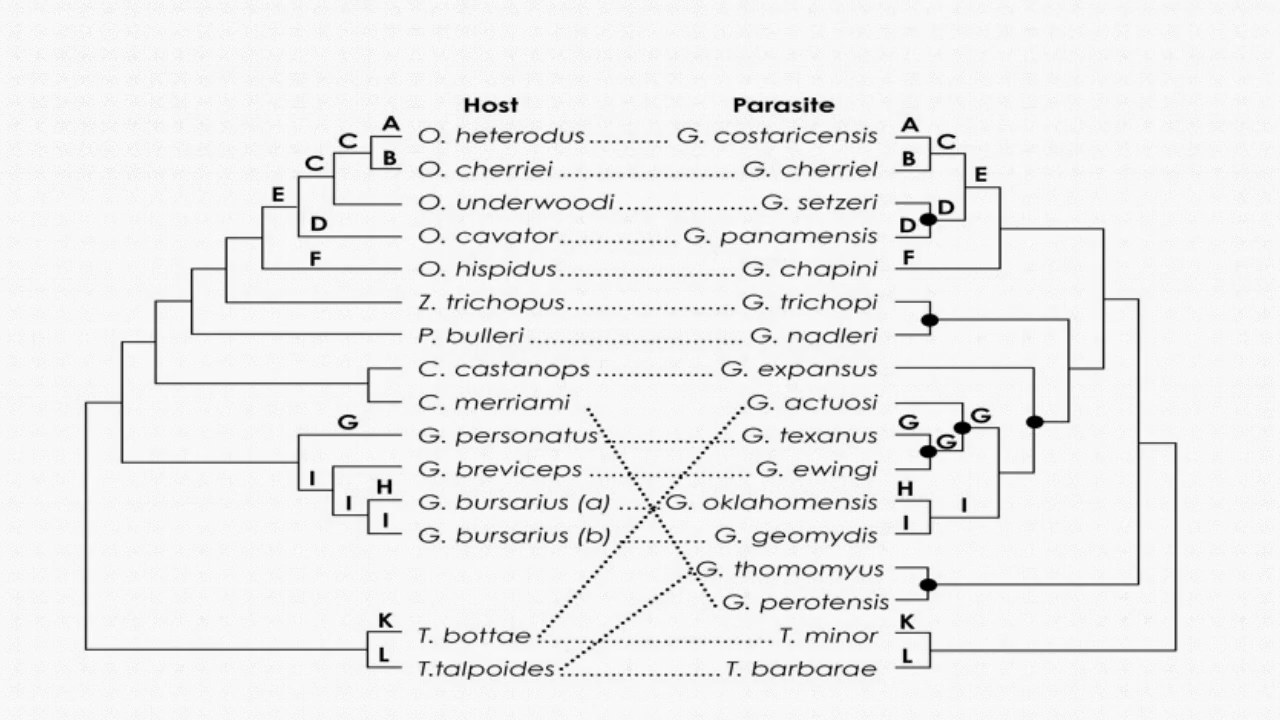 Host Parasite
A O. heterodus.......... G. costaricensis A
C C
B O. cherriei ...................... G. cherriel B
C E
E O. underwoodi ................. G. setzeri D
D O. cavator................. G. panamensis D
F O. hispidus...................... G. chapini F
Z. trichopus..................... G. trichopi
P. bulleri ........................... G. nadleri
C. castanops ............... G. expansus
C. merriami G. actuosi G
G G. personatus................ G. texanus G G
G. breviceps .................... G. ewingi
I H G. bursarius (a) ..... G. oklahomensis H
I I G. bursarius (b) ........... G. geomydis I I
G. thomomyus
G. perotensis
K T. bottae .............................. T. minor K
L T.talpoides..................... T. barbarae L